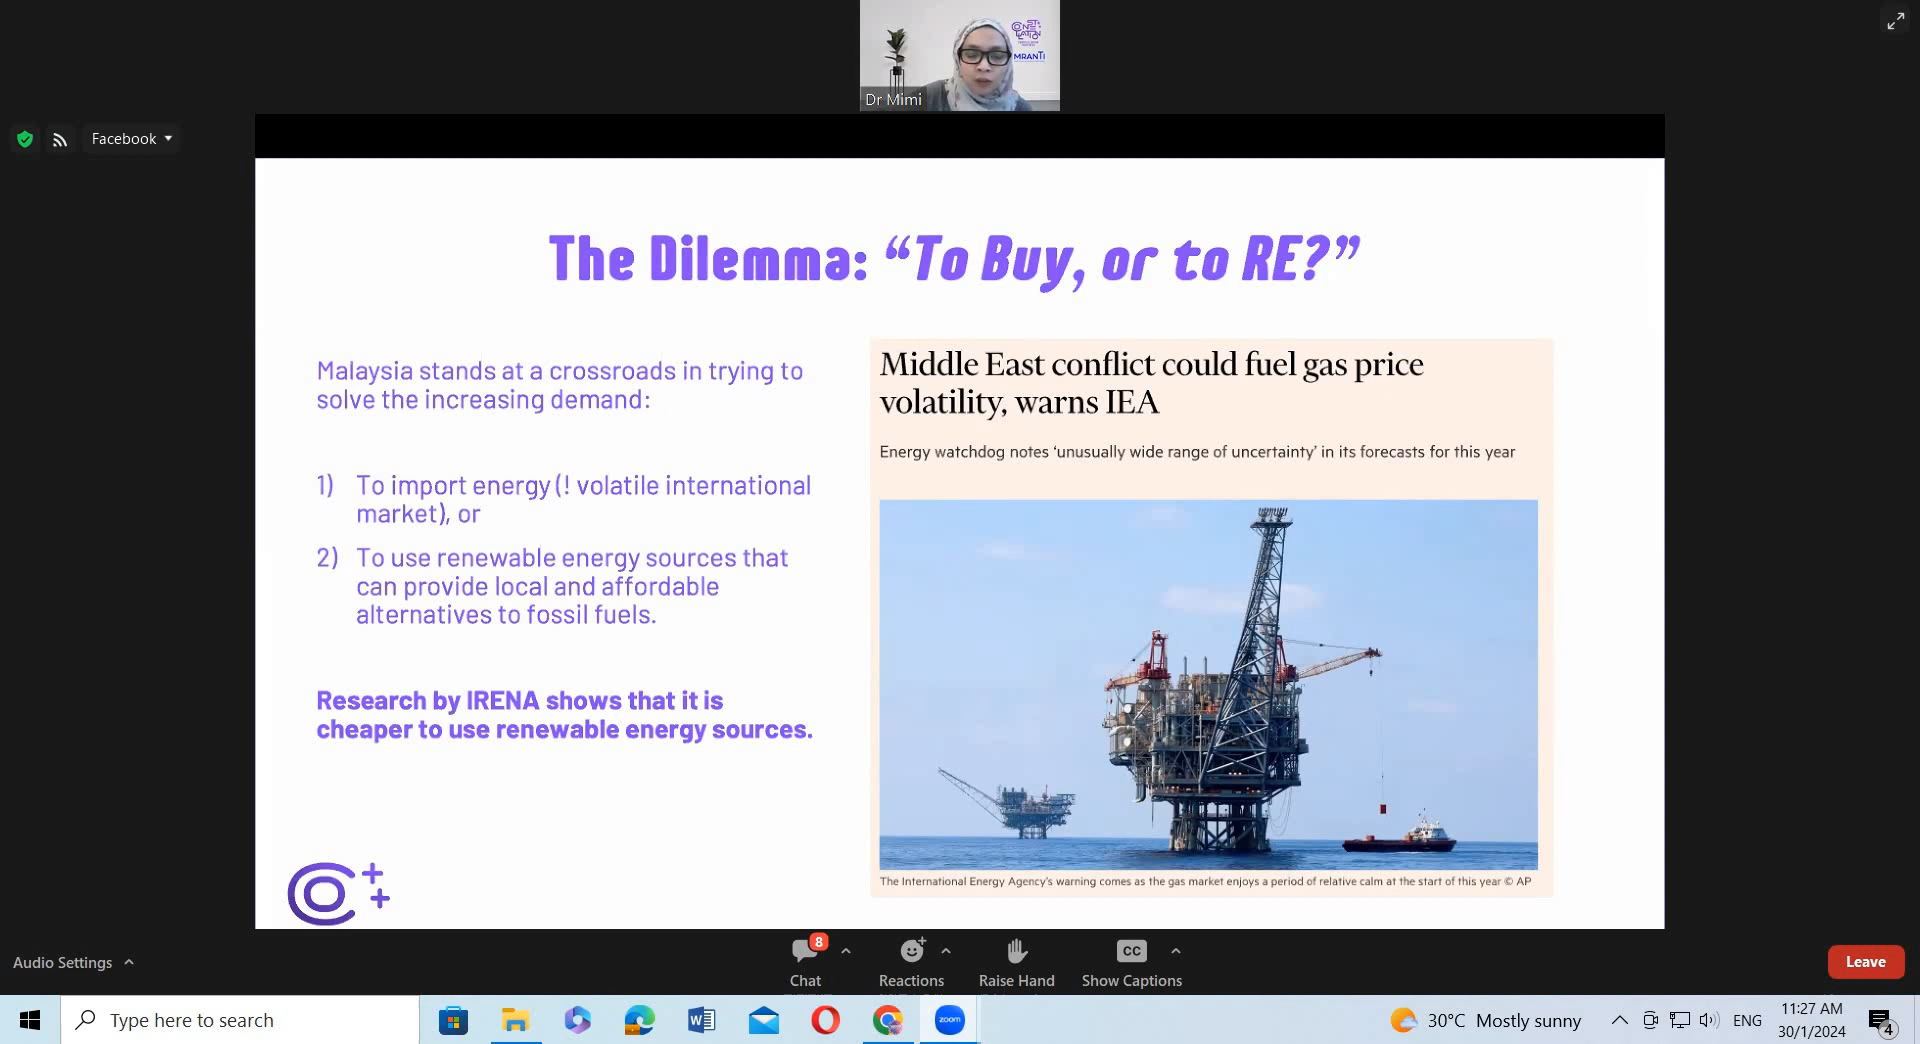 MRANTI
Dr Mimi
Facebook
The Dilemma: “To Buy, or to RE?”
Malaysia stands at a crossroads in trying to
solve the increasing demand:
1) To import energy (! volatile international
market), or
2) To use renewable energy sources that
can provide local and affordable
alternatives to fossil fuels.
Research by IRENA shows that it is
cheaper to use renewable energy sources.
Middle East conflict could fuel gas price
volatility, warns IEA
Energy watchdog notes ‘unusually wide range of uncertainty’ in its forecasts for this year
The International Energy Agency's warning comes as the gas market enjoys a period of relative calm at the start of this year © AP
Audio Settings
8
Chat
Reactions
Raise Hand
CC
Show Captions
Leave
Type here to search
W
zoom
30°C Mostly sunny
ENG
11:27 AM
30/1/2024
4